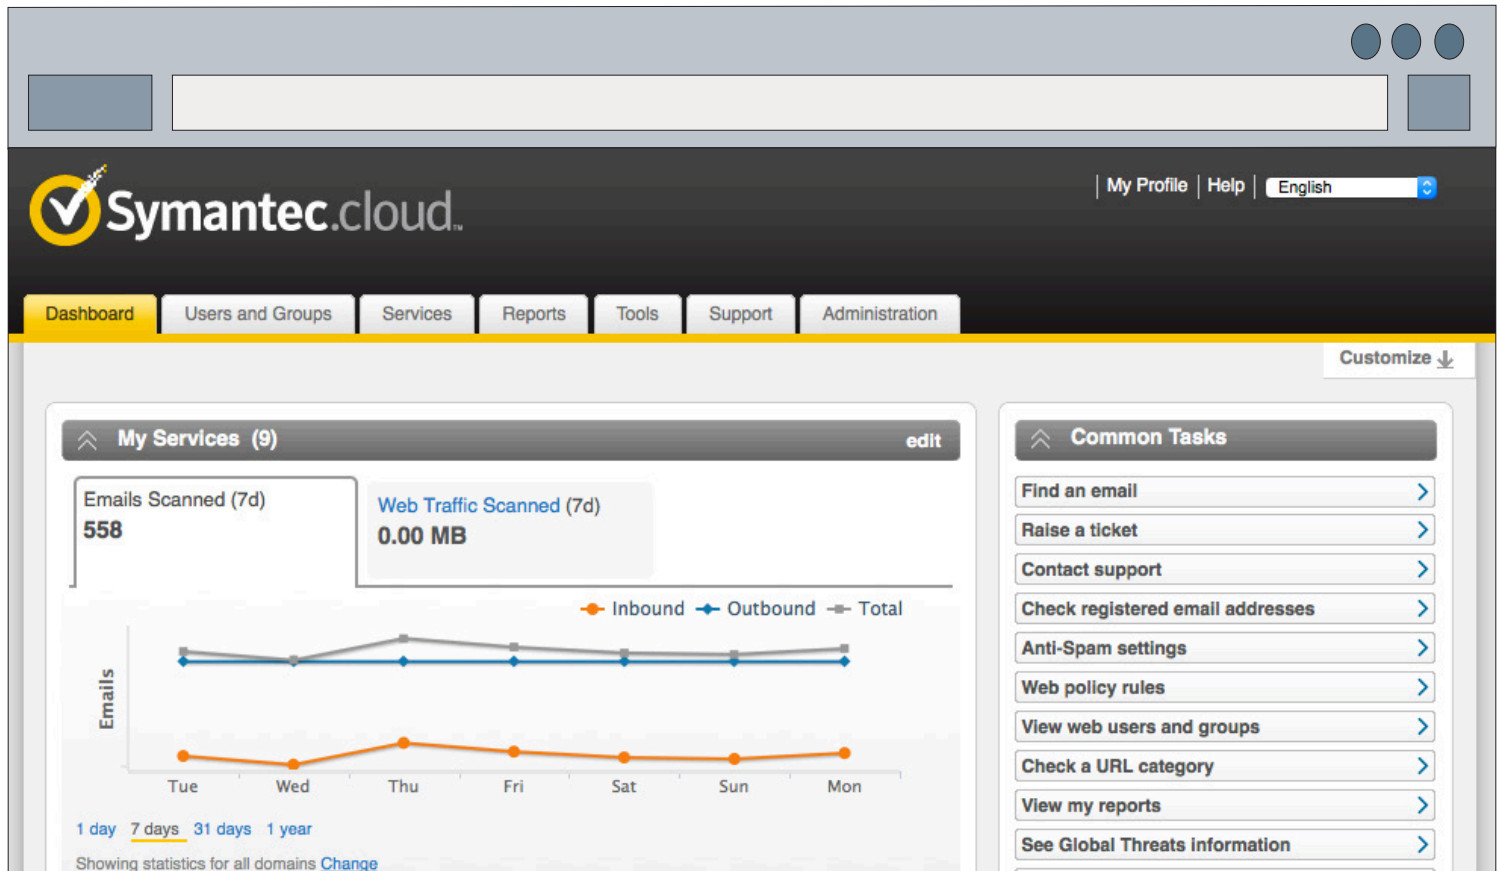 Symantec.cloud™
My Profile | Help | English
Dashboard Users and Groups Services Reports Tools Support Administration
Customize
My Services (9) edit
Emails Scanned (7d)
558
Web Traffic Scanned (7d)
0.00 MB
Inbound Outbound Total
Emails
Tue Wed Thu Fri Sat Sun Mon
1 day 7 days 31 days 1 year
Showing statistics for all domains Change
Common Tasks
Find an email
Raise a ticket
Contact support
Check registered email addresses
Anti-Spam settings
Web policy rules
View web users and groups
Check a URL category
View my reports
See Global Threats information